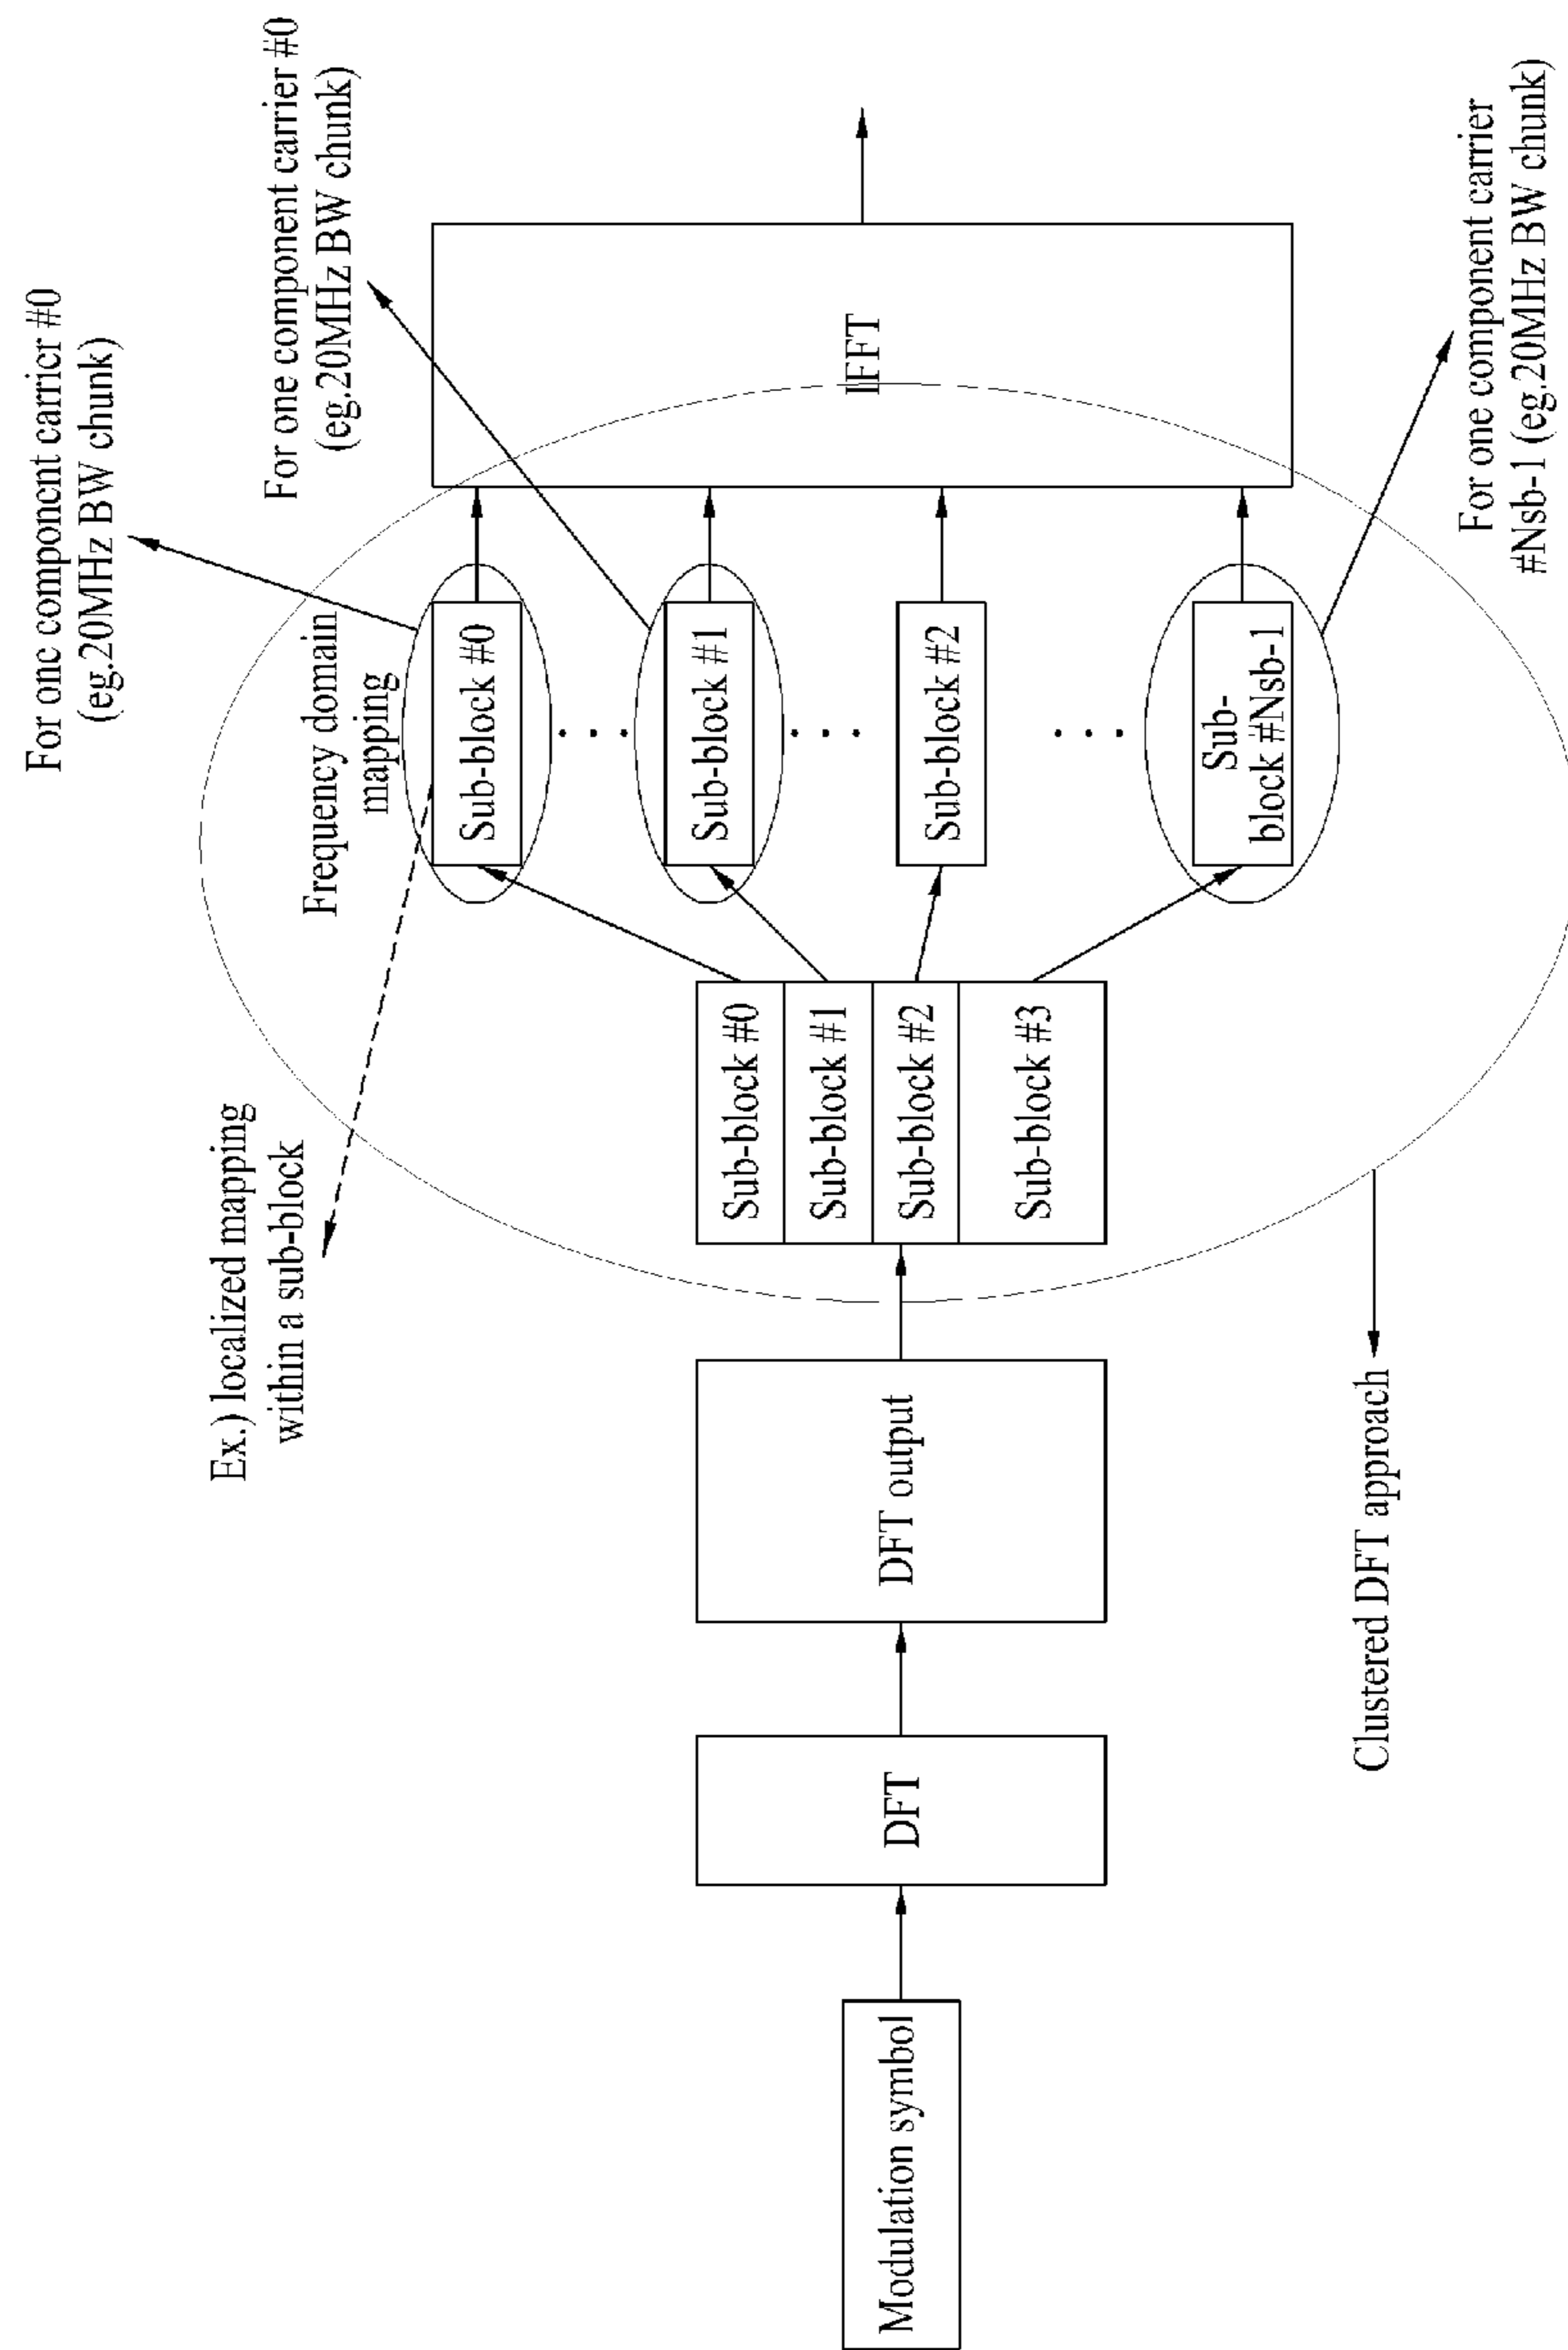 For one component carrier #0
(eg.20MHz BW chunk)
For one component carrier #0
(eg.20MHz BW chunk)
Ex.) localized mapping
within a sub-block
Frequency domain
mapping
Modulation symbol
DFT
DFT output
Sub-block #0
Sub-block #1
Sub-block #2
Sub-block #3
Sub-block #0
Sub-block #1
Sub-block #2
Sub-
block #Nsb-1
IFFT
Clustered DFT approach
For one component carrier
#Nsb-1 (eg.20MHz BW chunk)